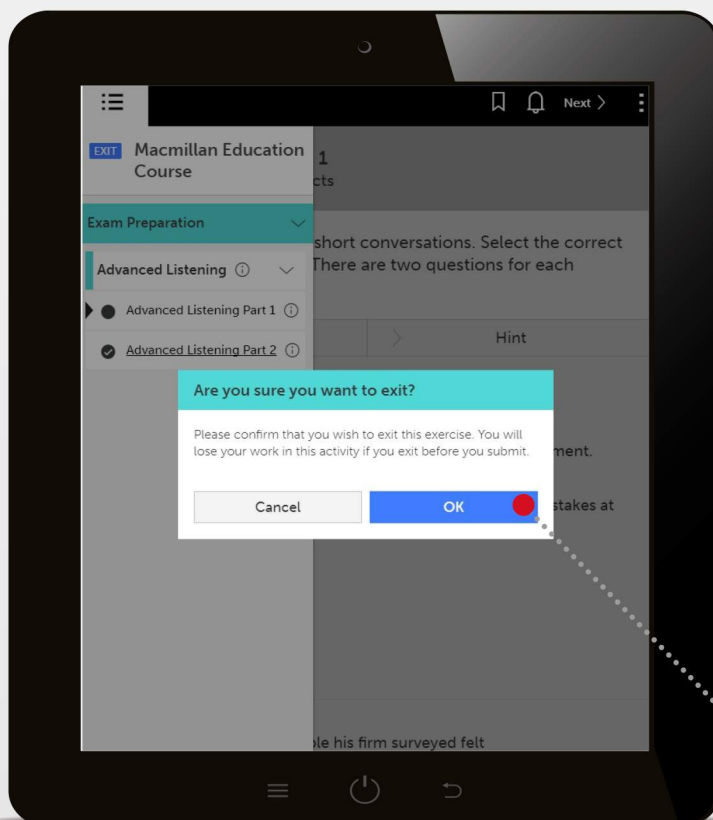 Next >
EXIT Macmillan Education
Course
1
cts
Exam Preparation
short conversations. Select the correct
Advanced Listening
There are two questions for each
Advanced Listening Part 1
Hint
Advanced Listening Part 2
Are you sure you want to exit?
Please confirm that you wish to exit this exercise. You will
lose your work in this activity if you exit before you submit.
ment.
Cancel
OK
stakes at
ple his firm surveyed felt